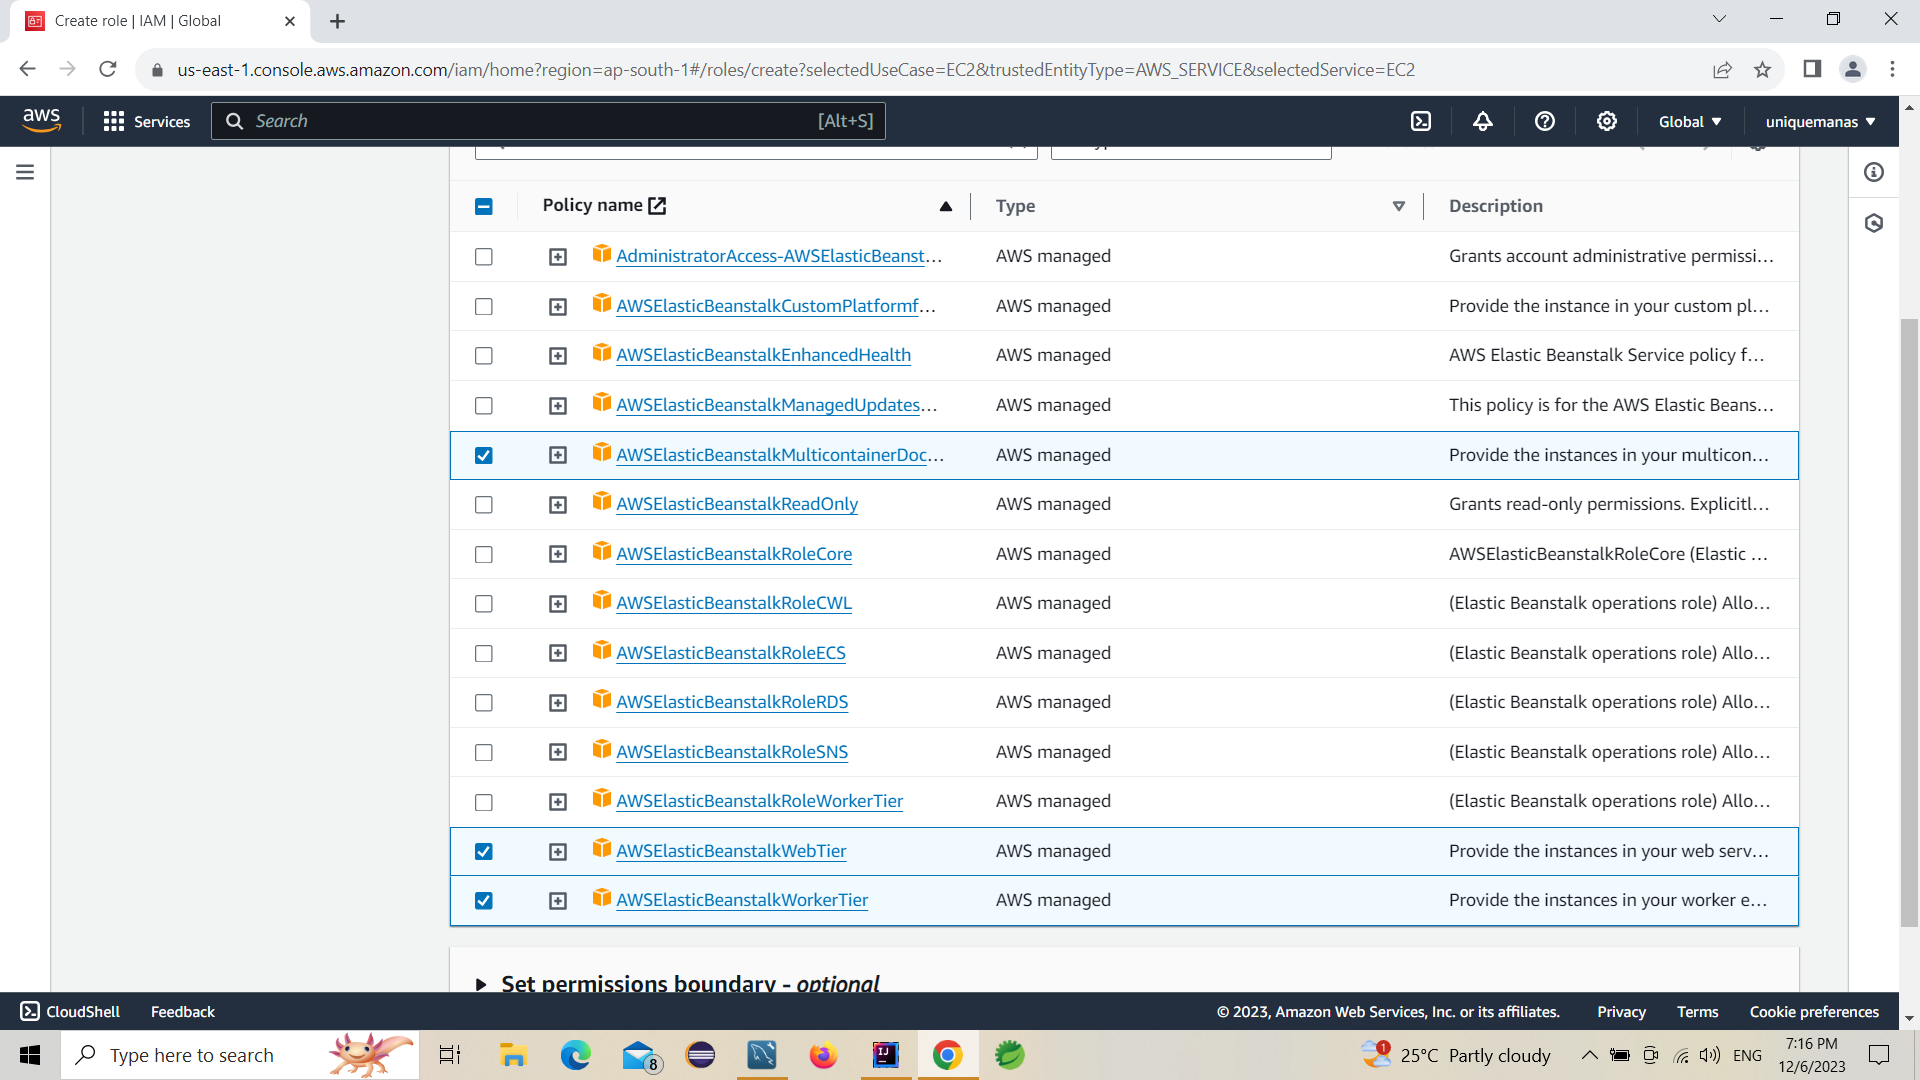 Create role | IAM | Global
us-east-1.console.aws.amazon.com/iam/home?region=ap-south-1#/roles/create?selectedUseCase=EC2&trustedEntityType=AWS_SERVICE&selectedService=EC2
aws Services Search [Alt+S] Global uniquemanas
Policy name Type Description
AdministratorAccess-AWSElasticBeanst... AWS managed Grants account administrative permissi...
AWSElasticBeanstalkCustomPlatformf... AWS managed Provide the instance in your custom pl...
AWSElasticBeanstalkEnhancedHealth AWS managed AWS Elastic Beanstalk Service policy f...
AWSElasticBeanstalkManagedUpdates... AWS managed This policy is for the AWS Elastic Beans...
AWSElasticBeanstalkMulticontainerDoc... AWS managed Provide the instances in your multicon...
AWSElasticBeanstalkReadOnly AWS managed Grants read-only permissions. Explicitl...
AWSElasticBeanstalkRoleCore AWS managed AWSElasticBeanstalkRoleCore (Elastic ...
AWSElasticBeanstalkRoleCWL AWS managed (Elastic Beanstalk operations role) Allo...
AWSElasticBeanstalkRoleECS AWS managed (Elastic Beanstalk operations role) Allo...
AWSElasticBeanstalkRoleRDS AWS managed (Elastic Beanstalk operations role) Allo...
AWSElasticBeanstalkRoleSNS AWS managed (Elastic Beanstalk operations role) Allo...
AWSElasticBeanstalkRoleWorkerTier AWS managed (Elastic Beanstalk operations role) Allo...
AWSElasticBeanstalkWebTier AWS managed Provide the instances in your web serv...
AWSElasticBeanstalkWorkerTier AWS managed Provide the instances in your worker e...
Set permissions boundary - optional
CloudShell Feedback © 2023, Amazon Web Services, Inc. or its affiliates. Privacy Terms Cookie preferences
Type here to search 8 IJ 1 25°C Partly cloudy ENG 7:16 PM
12/6/2023